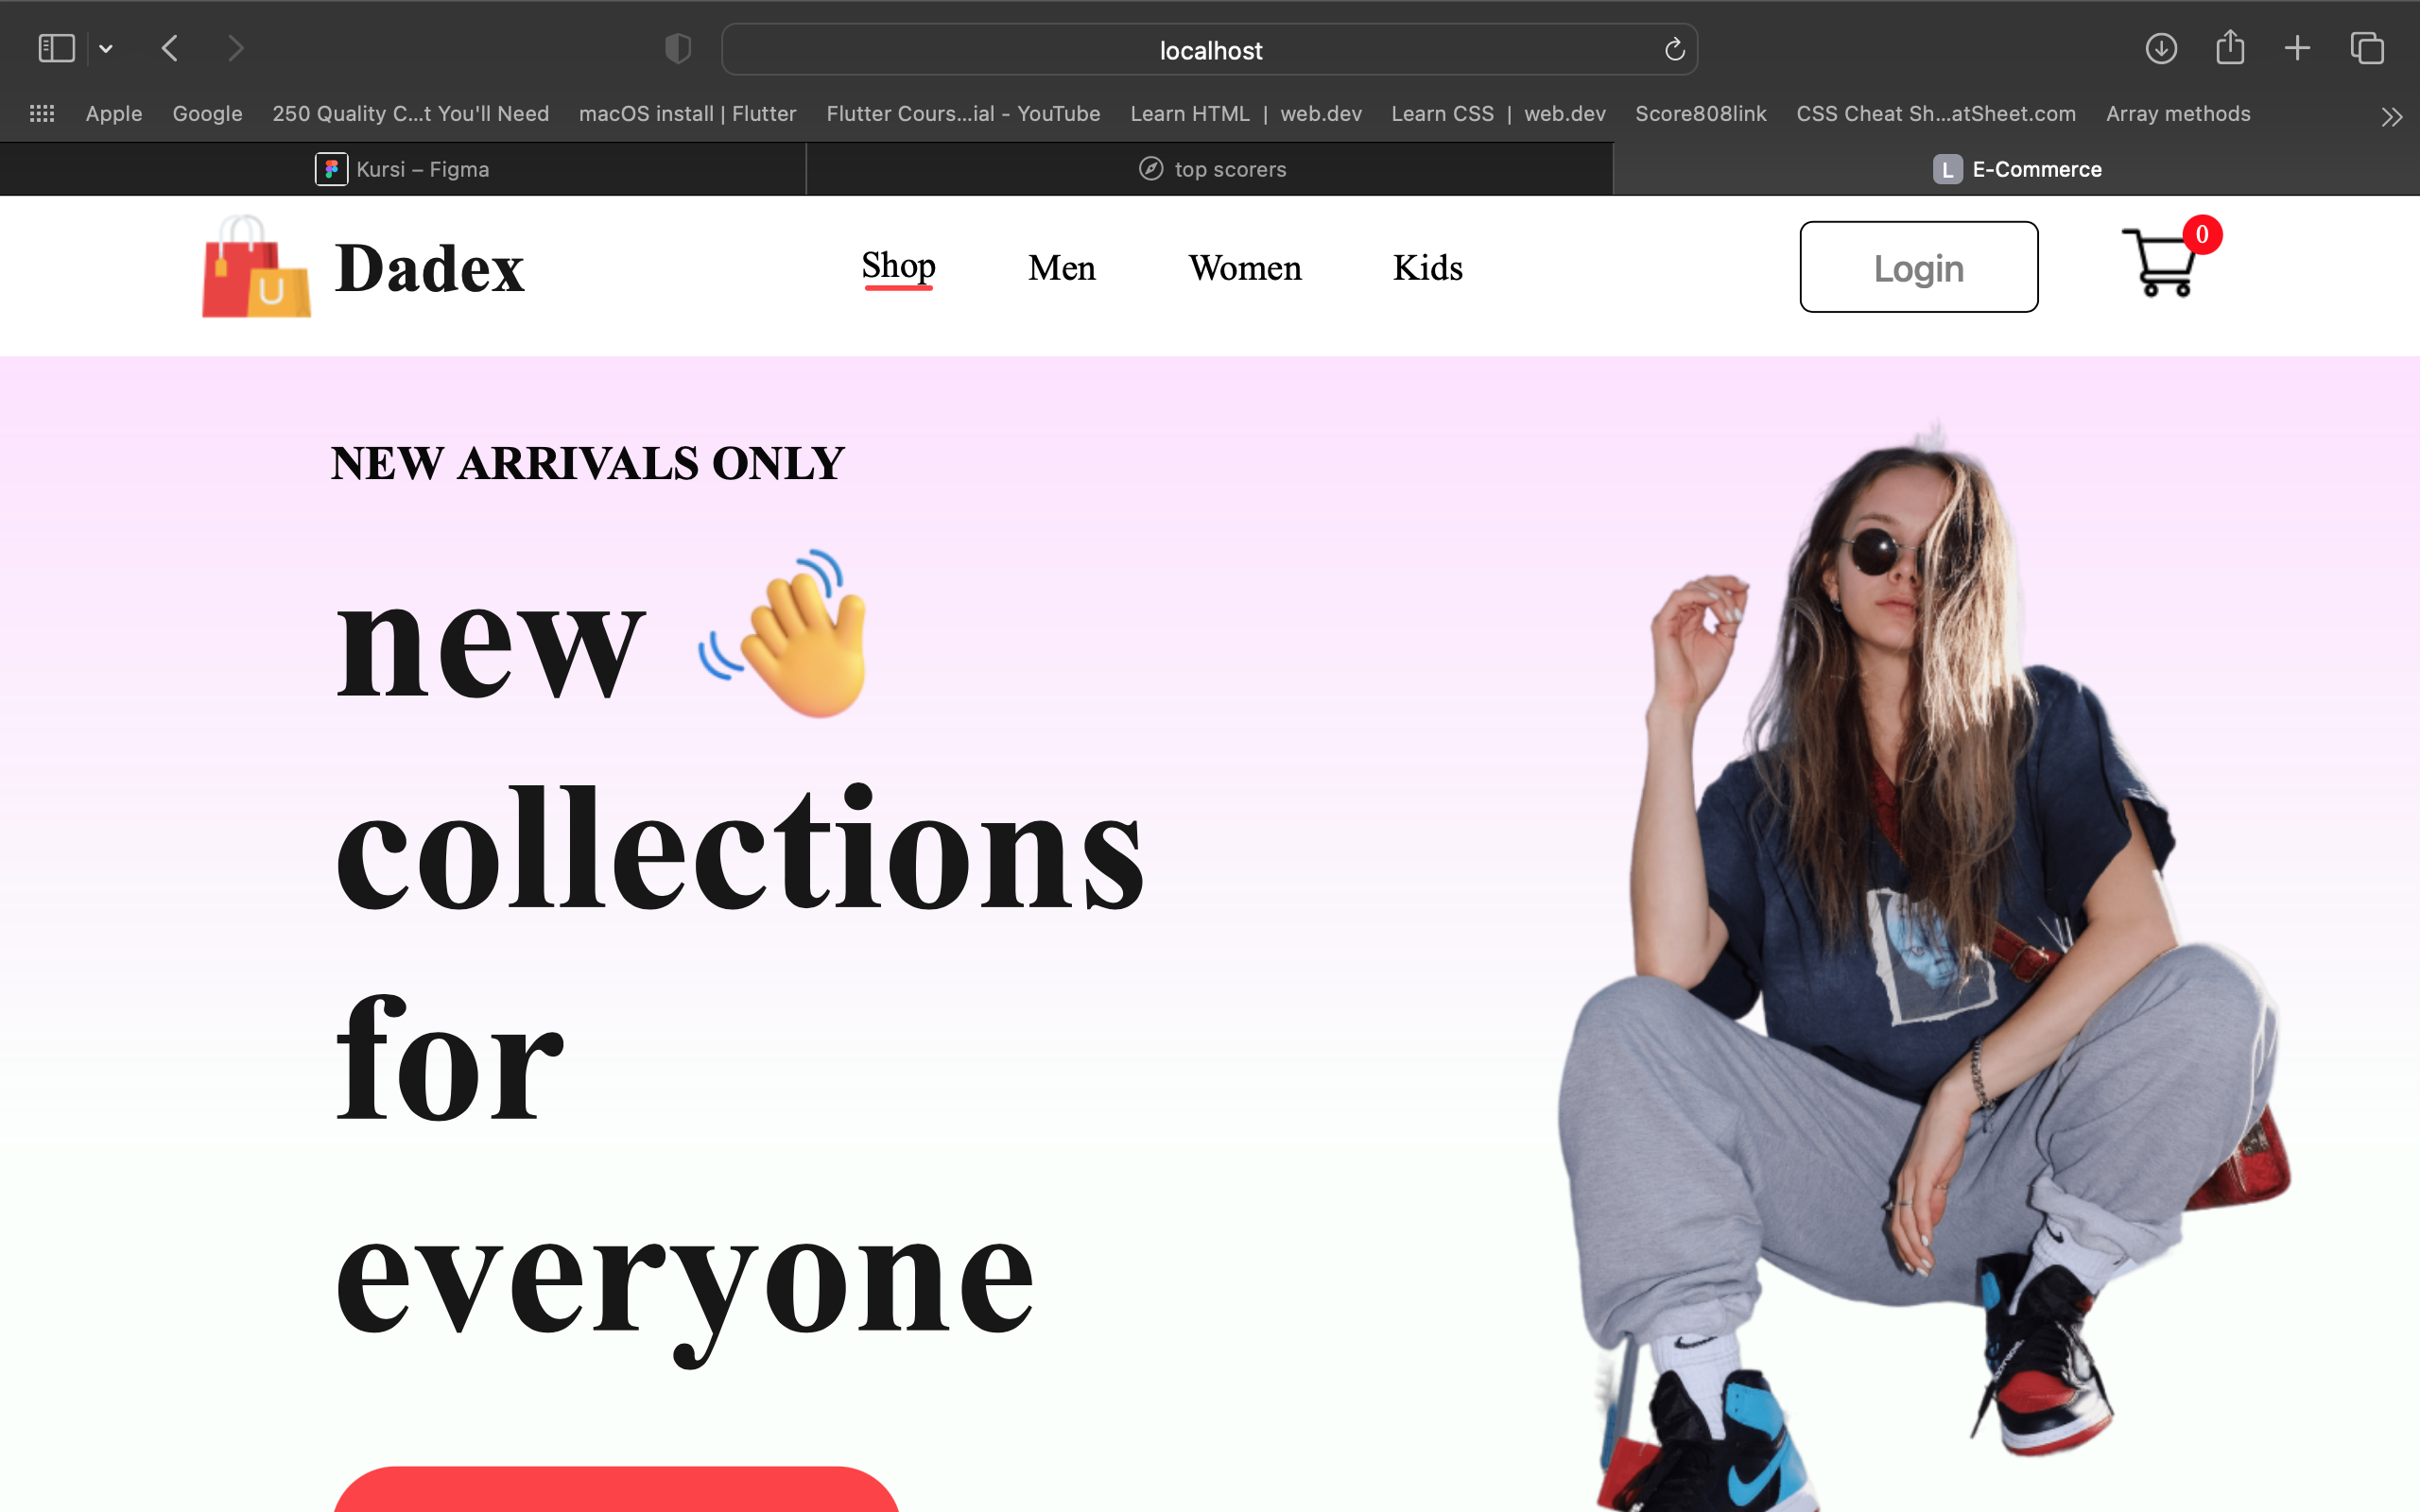 localhost
Apple Google 250 Quality C...t You'll Need macOS install | Flutter Flutter Cours...ial - YouTube Learn HTML | web.dev Learn CSS | web.dev Score808link CSS Cheat Sh...atSheet.com Array methods
Kursi – Figma top scorers L E-Commerce
U Dadex Shop Men Women Kids Login 0
NEW ARRIVALS ONLY
new 👋
collections
for
everyone